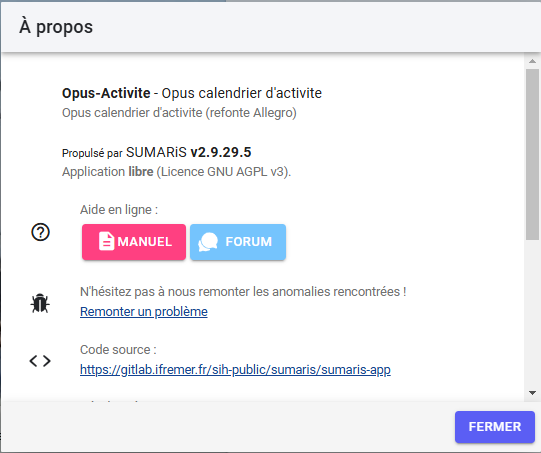 À propos
Opus-Activite - Opus calendrier d'activite
Opus calendrier d'activite (refonte Allegro)
Propulsé par SUMARiS v2.9.29.5
Application libre (Licence GNU AGPL v3).
Aide en ligne :
MANUEL FORUM
N'hésitez pas à nous remonter les anomalies rencontrées !
Remonter un problème
Code source :
https://gitlab.ifremer.fr/sih-public/sumaris/sumaris-app
FERMER